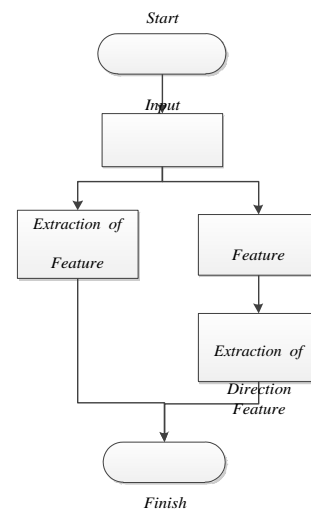 Start
Input
Extraction of
Feature
Feature
Extraction of
Direction
Feature
Finish